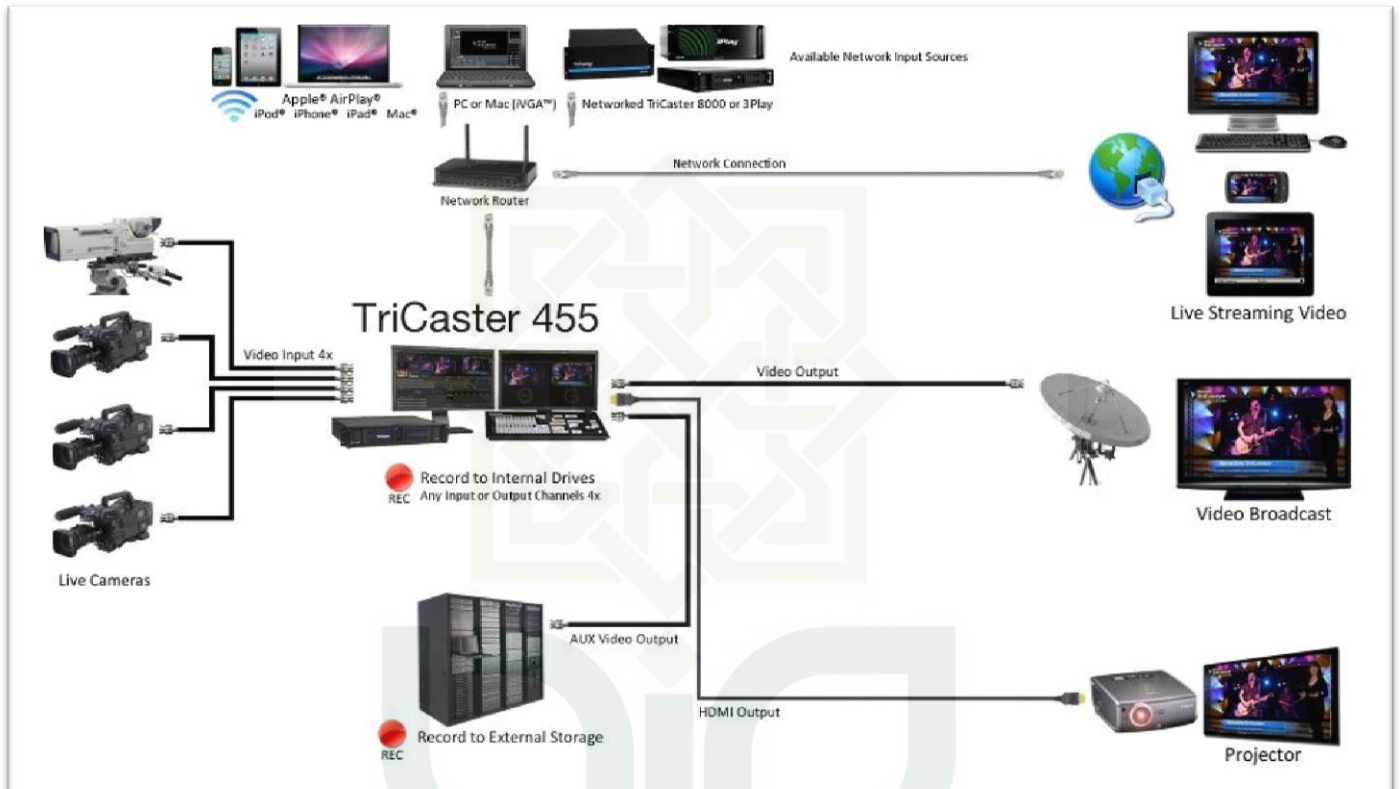 Available Network Input Sources
Apple® AirPlay®
iPod® iPhone® iPad® Mac®
PC or Mac (iVGA™)
Networked TriCaster 8000 or 3Play
Network Connection
Network Router
Live Streaming Video
TriCaster 455
Video Input 4x
Video Output
Record to Internal Drives
REC
Any Input or Output Channels 4x
Video Broadcast
Live Cameras
AUX Video Output
HDMI Output
Record to External Storage
REC
Projector